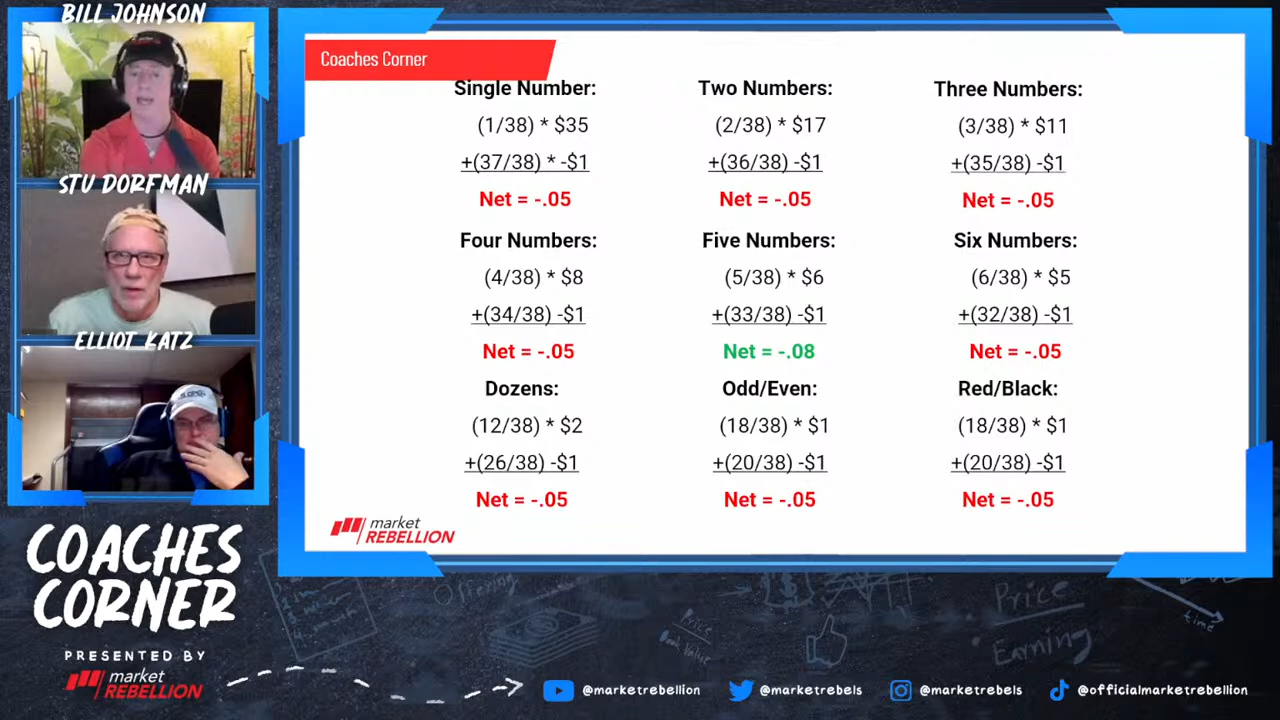 BILL JOHNSON
STU DORFMAN
ELLIOT KATZ
COACHES
CORNER
PRESENTED BY
market
REBELLION
Coaches Corner
Single Number:
(1/38) * $35
+(37/38) * -$1
Net = -.05
Two Numbers:
(2/38) * $17
+(36/38) -$1
Net = -.05
Three Numbers:
(3/38) * $11
+(35/38) -$1
Net = -.05
Four Numbers:
(4/38) * $8
+(34/38) -$1
Net = -.05
Five Numbers:
(5/38) * $6
+(33/38) -$1
Net = -.08
Six Numbers:
(6/38) * $5
+(32/38) -$1
Net = -.05
Dozens:
(12/38) * $2
+(26/38) -$1
Net = -.05
Odd/Even:
(18/38) * $1
+(20/38) -$1
Net = -.05
Red/Black:
(18/38) * $1
+(20/38) -$1
Net = -.05
market
REBELLION
Offering
Price
Price
Earning
time
@marketrebellion
@marketrebels
@marketrebels
@officialmarketrebellion